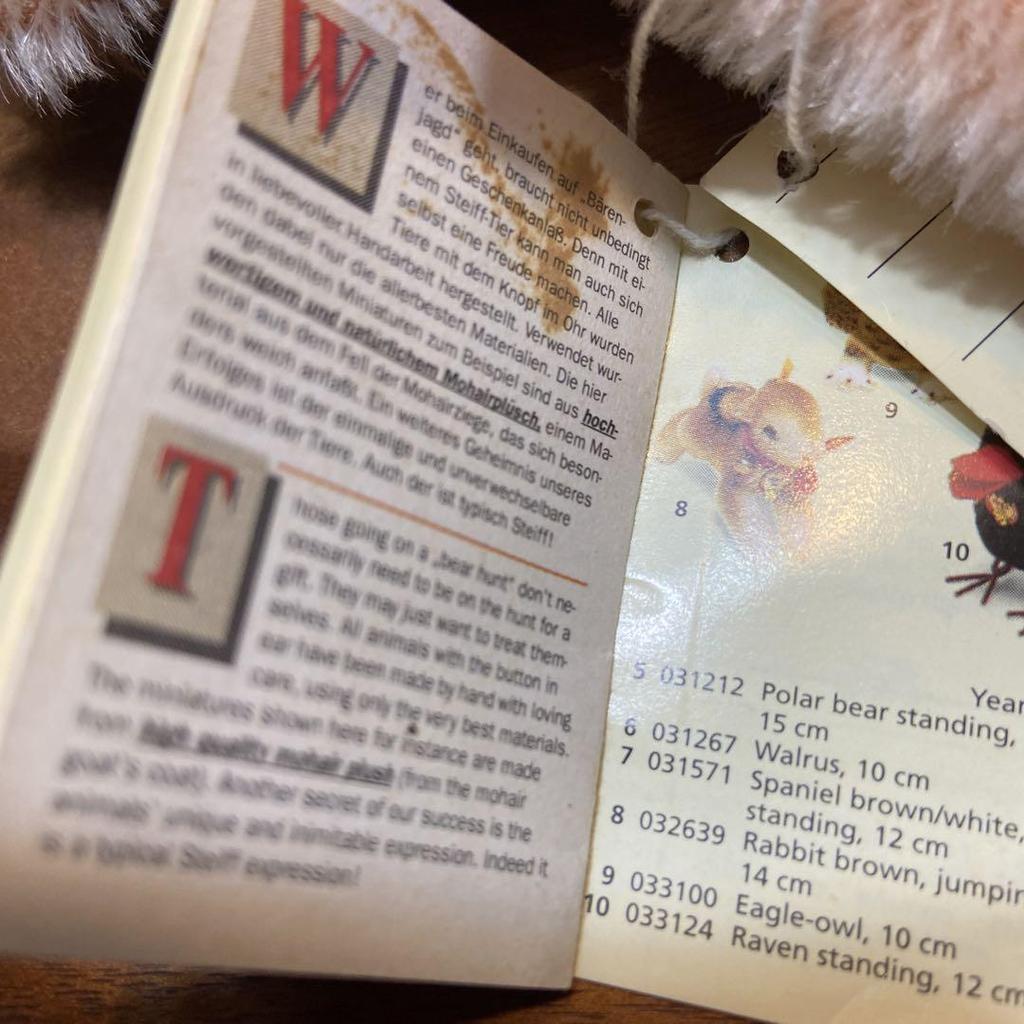 W
er beim Einkaufen auf „Bären-
jagd" geht, braucht nicht unbedingt
einen Geschenkanlaß. Denn mit ei-
nem Steiff-Tier kann man auch sich
selbst eine Freude machen. Alle
Tiere mit dem Knopf im Ohr wurden
in liebevoller Handarbeit hergestellt. Verwendet wur-
den dabei nur die allerbesten Materialien. Die hier
vorgestellten Miniaturen zum Beispiel sind aus hoch-
wertigem und natürlichem Mohairplüsch, einem Ma-
terial aus dem Fell der Mohairziege, das sich beson-
ders weich anfaßt. Ein weiteres Geheimnis unseres
Erfolges ist der einmalige und unverwechselbare
Ausdruck der Tiere. Auch der ist typisch Steiff!
T
hose going on a „bear hunt" don't ne-
cessarily need to be on the hunt for a
gift. They may just want to treat them-
selves. All animals with the button in
ear have been made by hand with loving
care, using only the very best materials.
The miniatures shown here for instance are made
from high quality mohair plush (from the mohair
goat's coat). Another secret of our success is the
animals' unique and inimitable expression. Indeed it
is a typical Steiff expression!
9
8
10
Year
5 031212 Polar bear standing,
15 cm
6 031267 Walrus, 10 cm
7 031571 Spaniel brown/white,
standing, 12 cm
8 032639 Rabbit brown, jumpin
14 cm
9 033100 Eagle-owl, 10 cm
10 033124 Raven standing, 12 cm